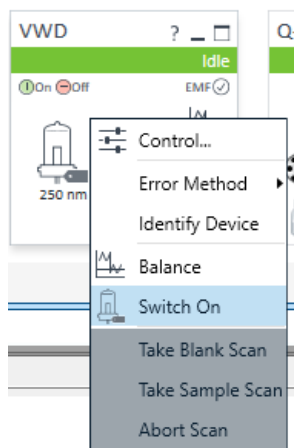 VWD ?
Q-
Idle
On Off EMF
250 nm
Control...
Error Method
Identify Device
Balance
Switch On
Take Blank Scan
Take Sample Scan
Abort Scan